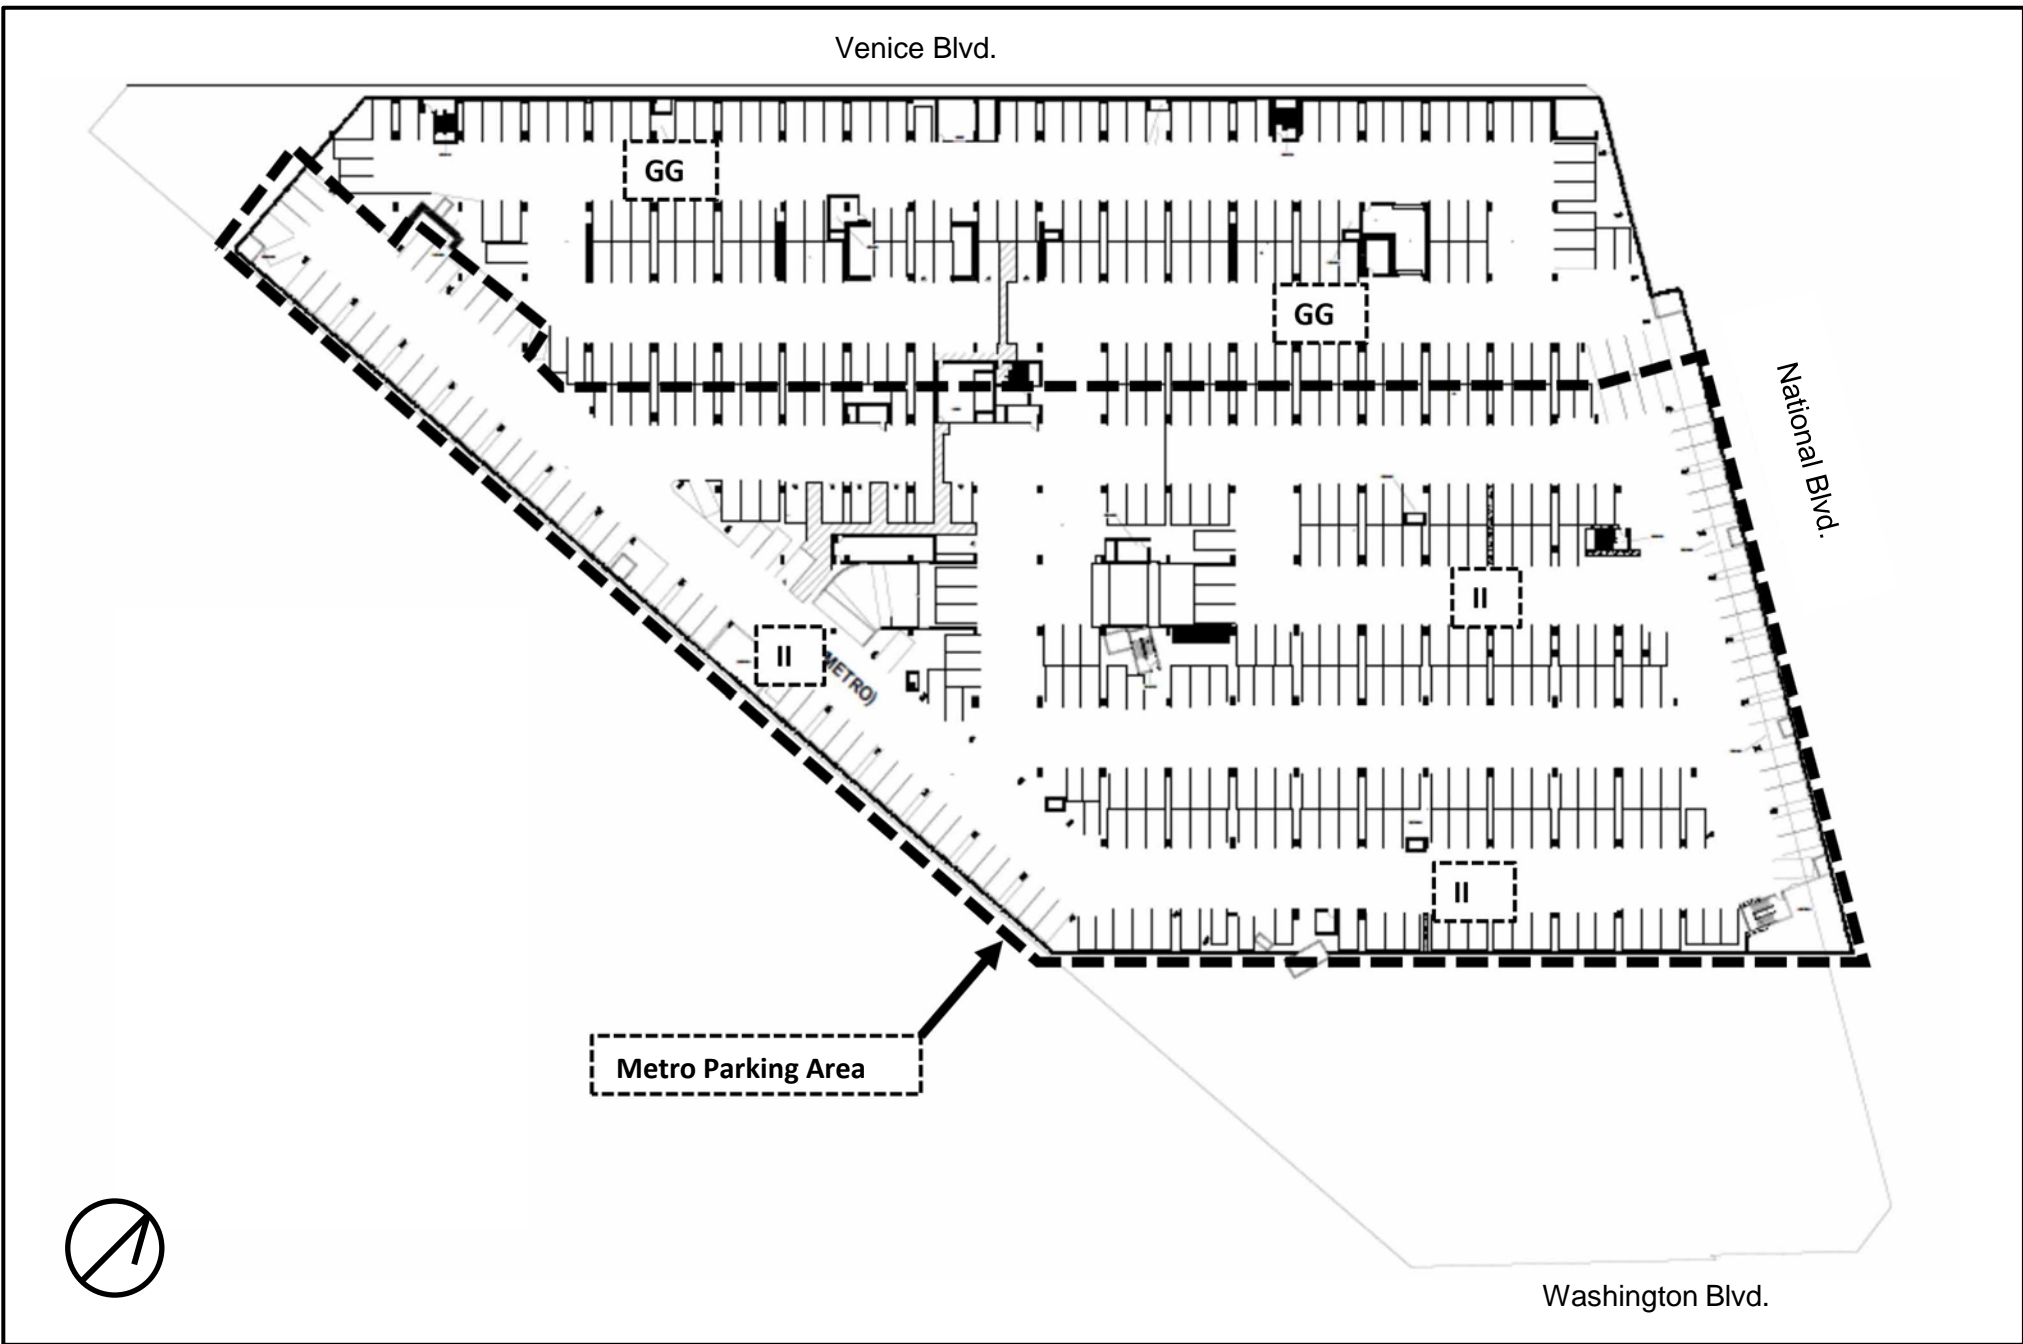 Venice Blvd.
GG
GG
National Blvd.
II
II
METRO)
II
Metro Parking Area
Washington Blvd.